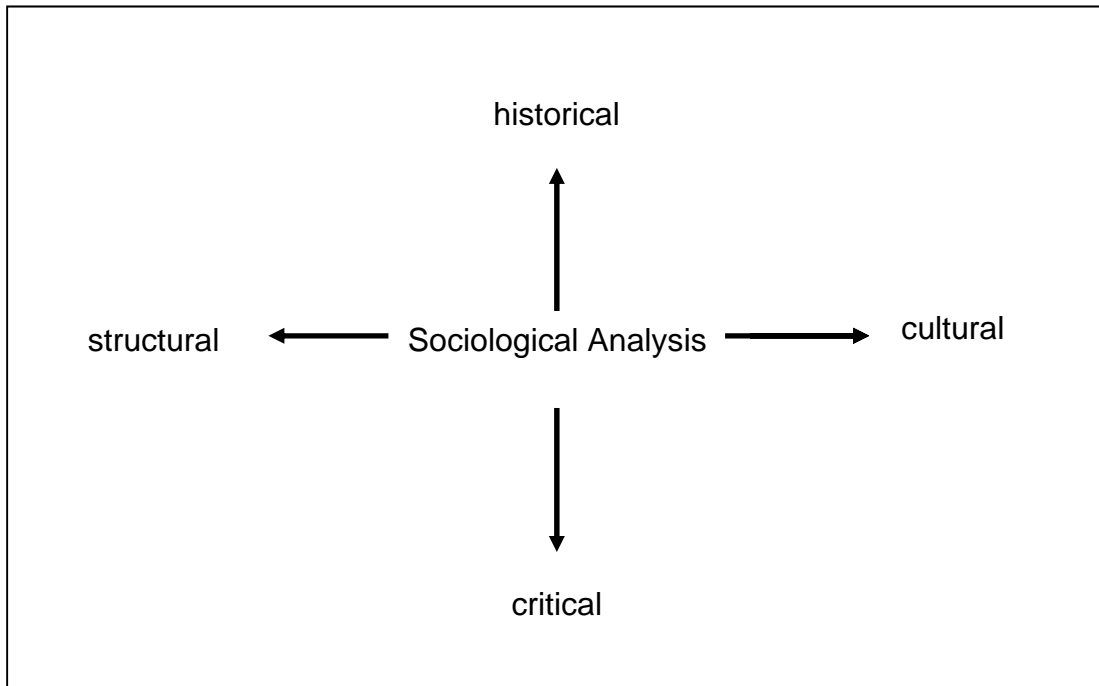 historical
structural
Sociological Analysis
cultural
critical